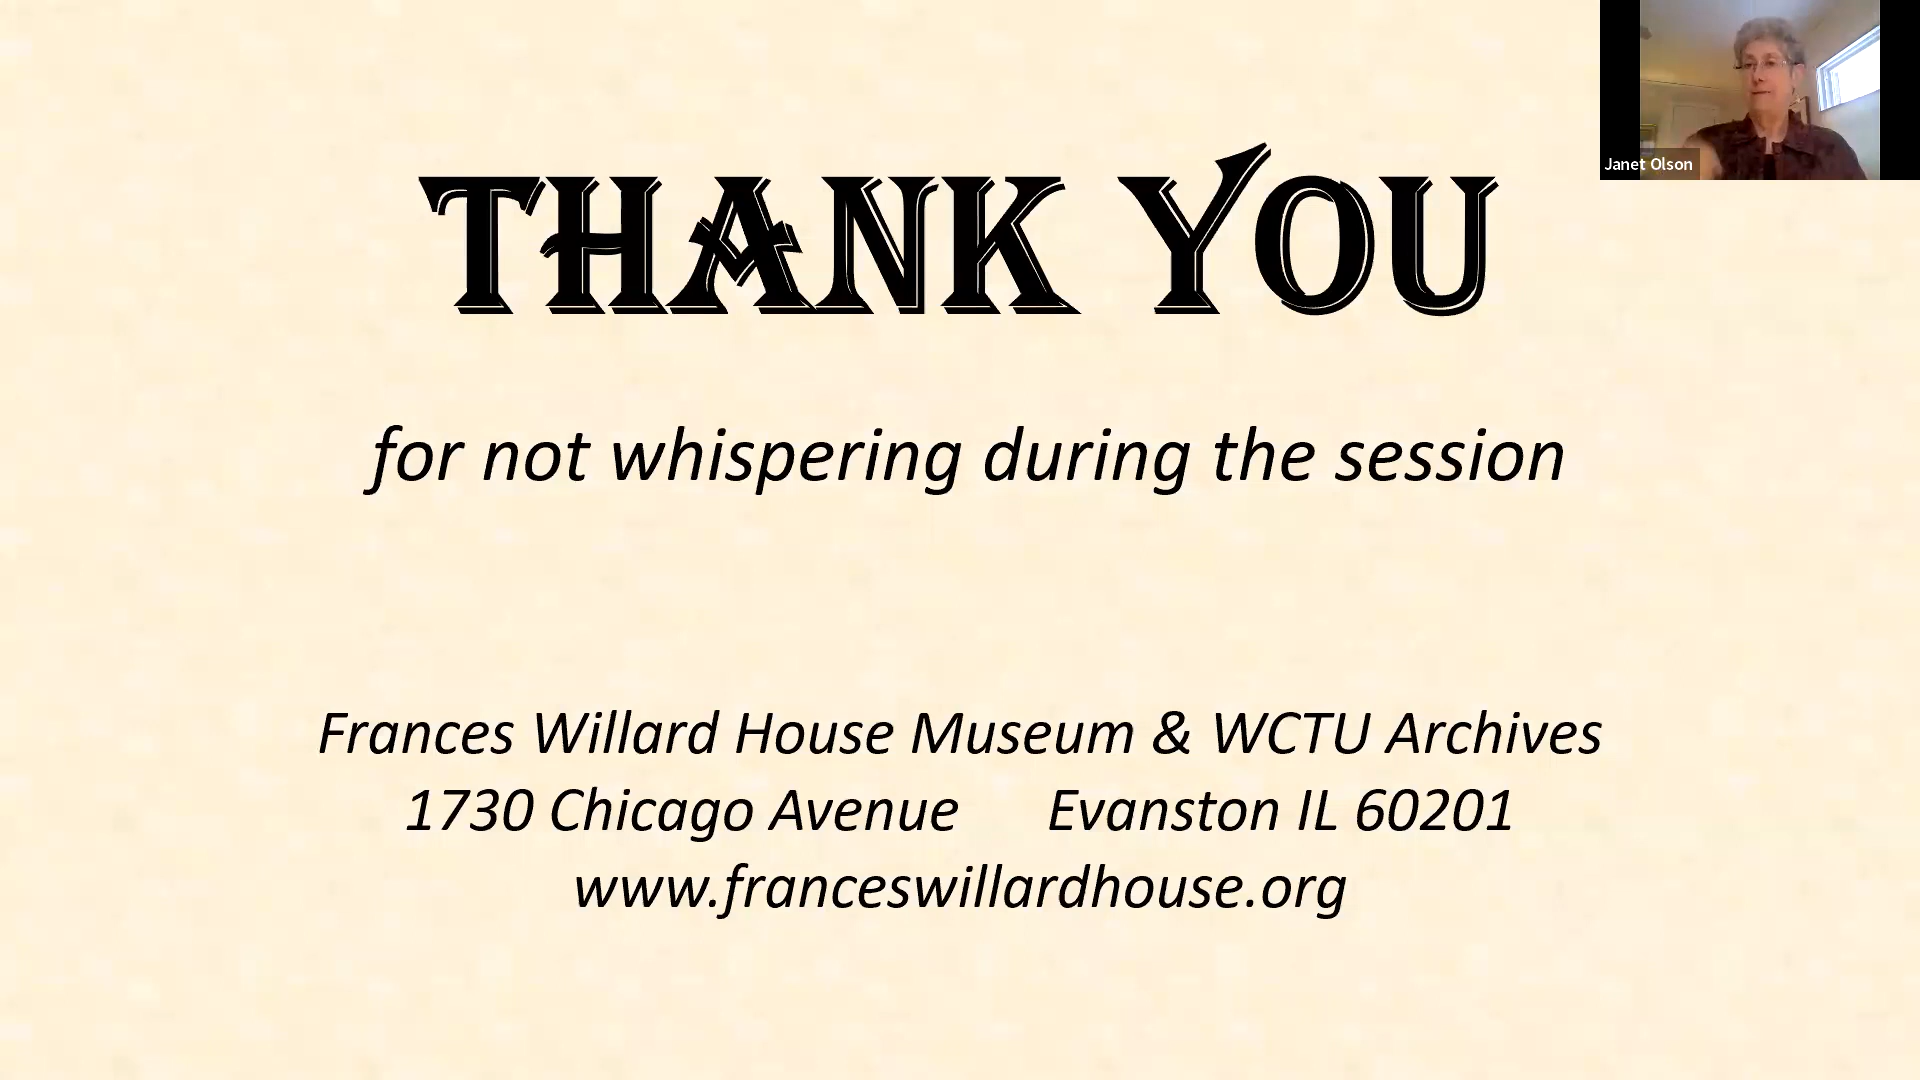 Janet Olson
THANK YOU
for not whispering during the session
Frances Willard House Museum & WCTU Archives
1730 Chicago Avenue Evanston IL 60201
www.franceswillardhouse.org